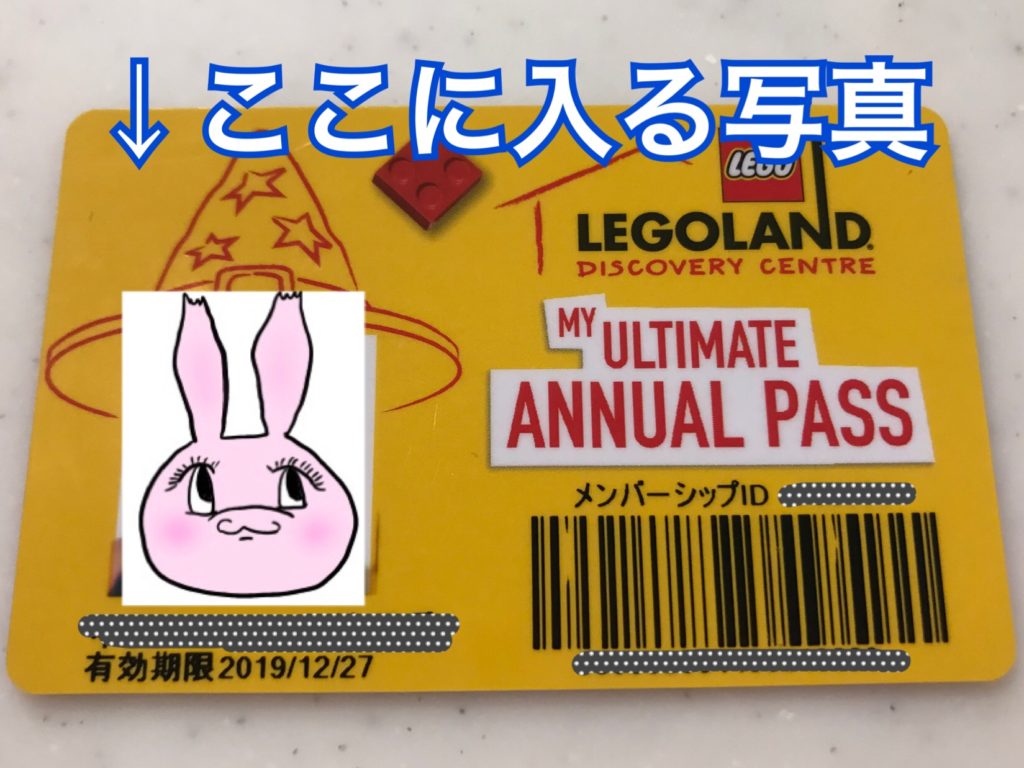 ↓ここに入る写真
LEGO
LEGOLAND®
DISCOVERY CENTRE
MY ULTIMATE
ANNUAL PASS
メンバーシップID
有効期限2019/12/27